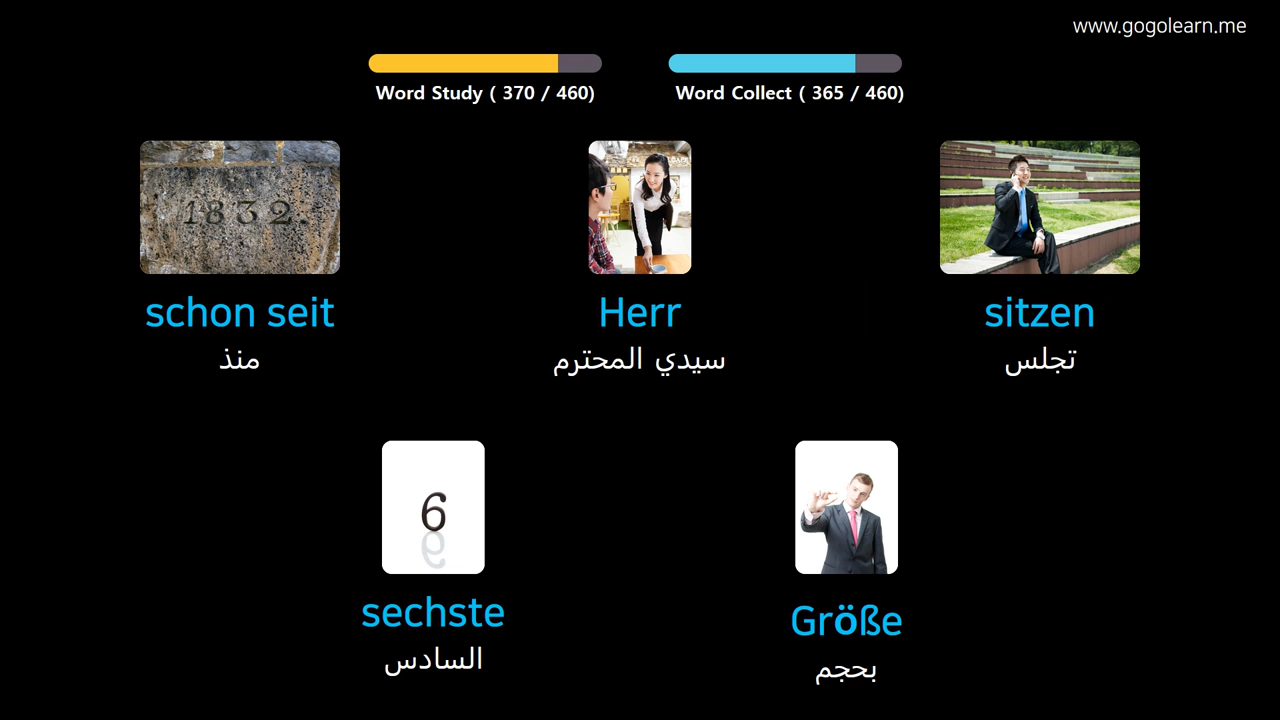 www.gogolearn.me
Word Study ( 370 / 460)
Word Collect ( 365 / 460)
1832.
schon seit
منذ
Herr
سيدي المحترم
sitzen
تجلس
6
sechste
السادس
Größe
بحجم